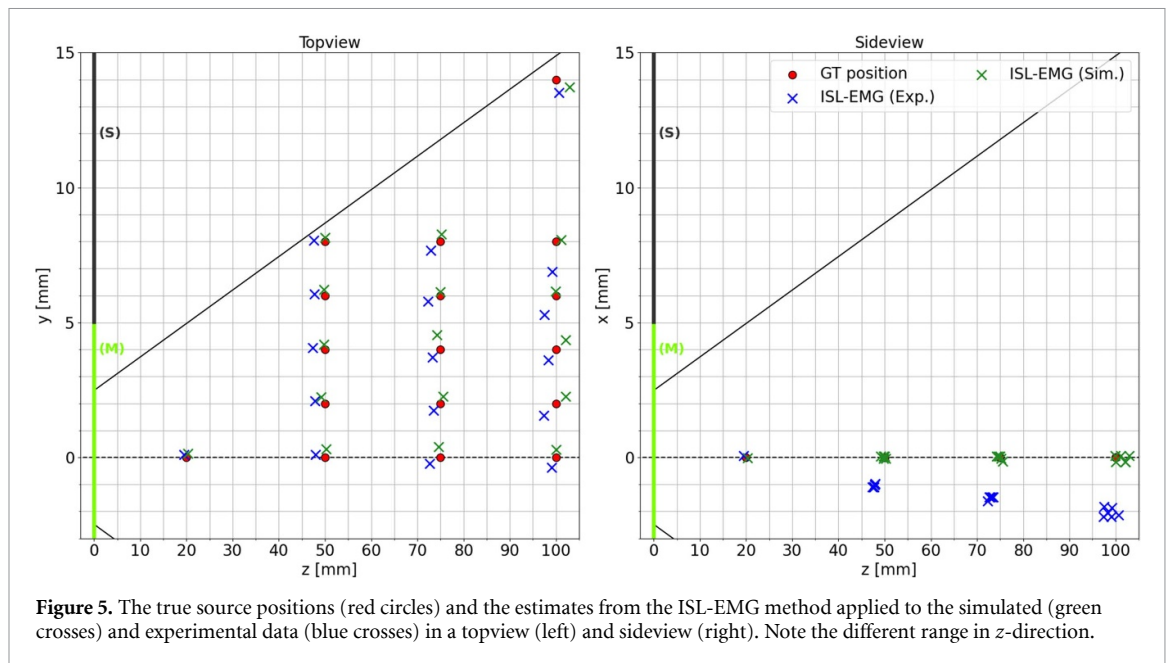 Topview
15
10
5
0
y [mm]
(S)
(M)
0 10 20 30 40 50 60 70 80 90 100
z [mm]
Sideview
GT position
ISL-EMG (Exp.)
ISL-EMG (Sim.)
15
10
5
0
x [mm]
(S)
(M)
0 10 20 30 40 50 60 70 80 90 100
z [mm]
Figure 5. The true source positions (red circles) and the estimates from the ISL-EMG method applied to the simulated (green
crosses) and experimental data (blue crosses) in a topview (left) and sideview (right). Note the different range in z-direction.